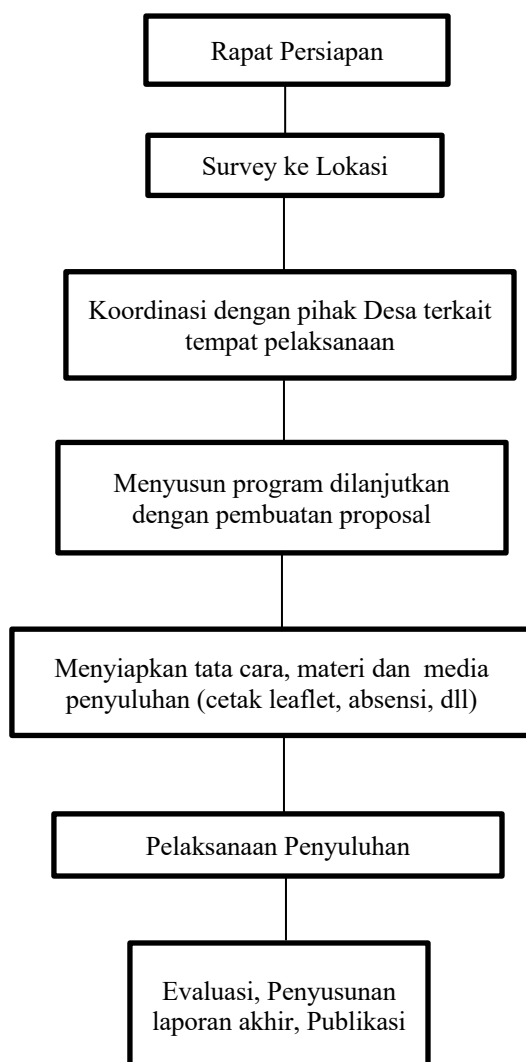 Rapat Persiapan
Survey ke Lokasi
Koordinasi dengan pihak Desa terkait
tempat pelaksanaan
Menyusun program dilanjutkan
dengan pembuatan proposal
Menyiapkan tata cara, materi dan  media
penyuluhan (cetak leaflet, absensi, dll)
Pelaksanaan Penyuluhan
Evaluasi, Penyusunan
laporan akhir, Publikasi